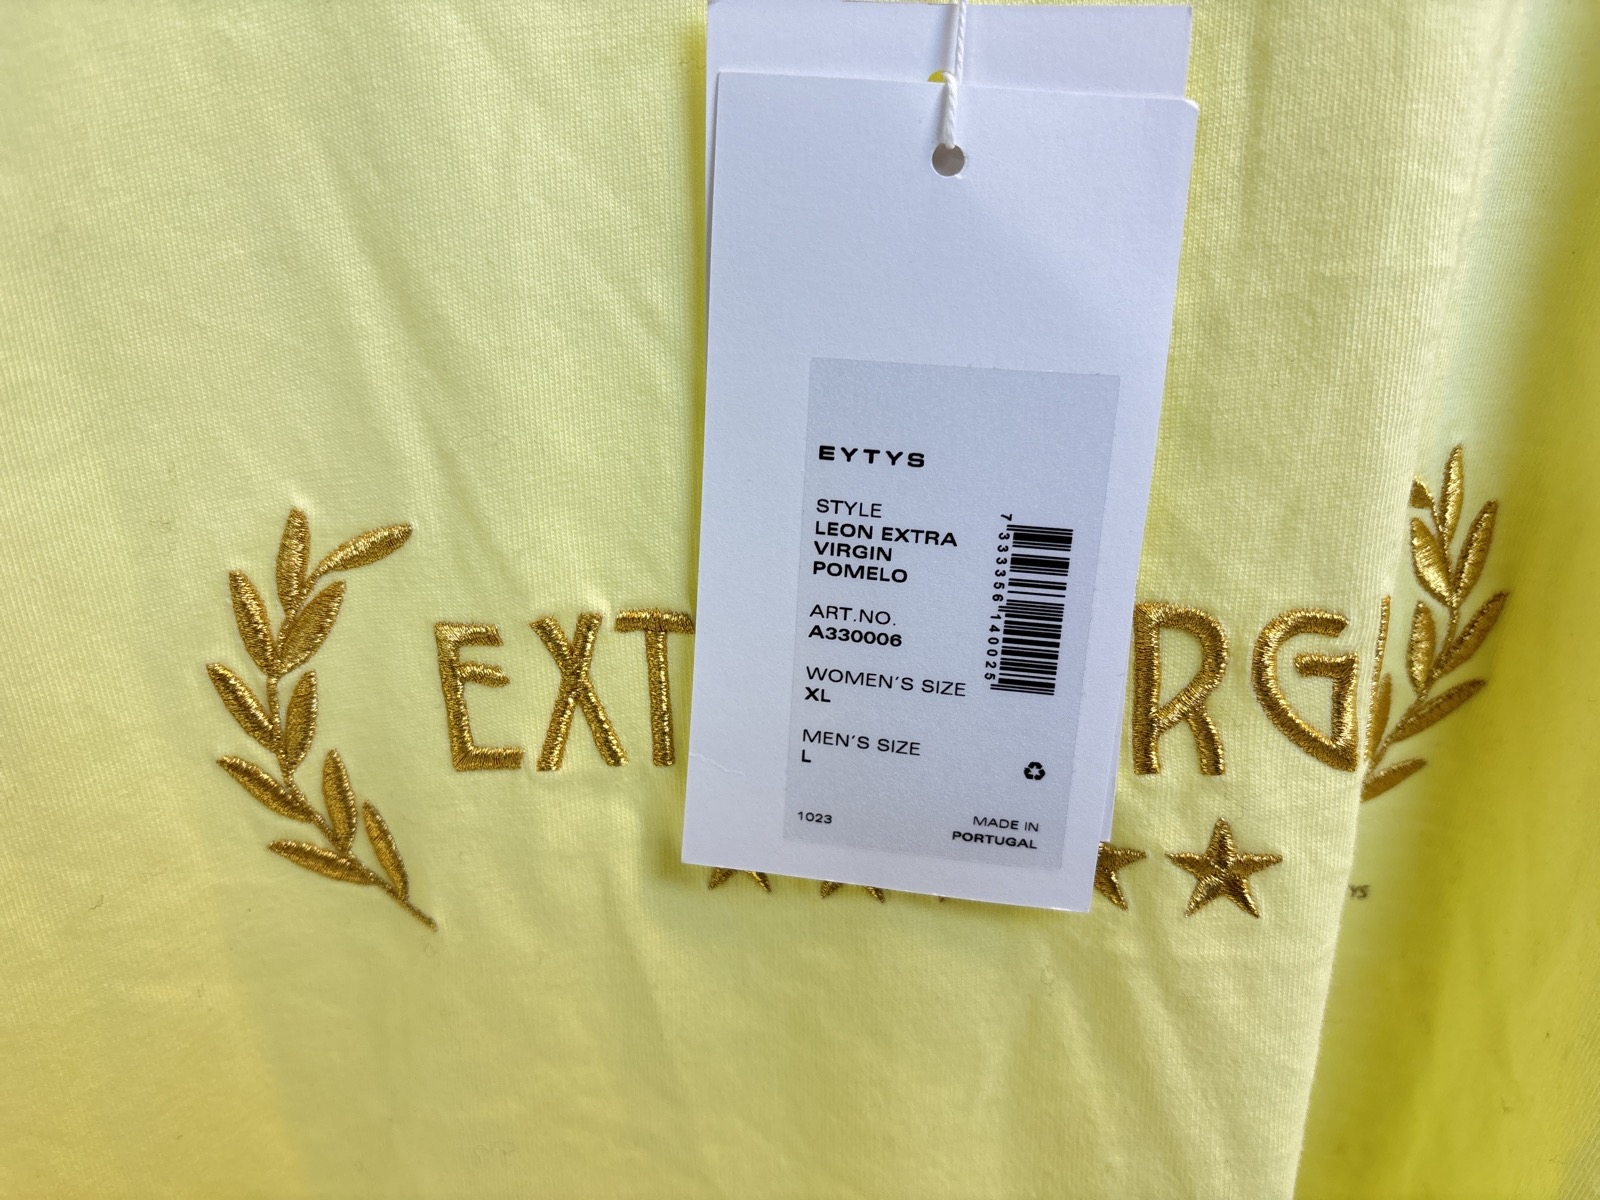 EYTYS
STYLE
LEON EXTRA
VIRGIN
POMELO
ART.NO.
A330006
WOMEN'S SIZE
XL
MEN'S SIZE
L
7333356140025
1023
MADE IN
PORTUGAL
EXT RG
YS